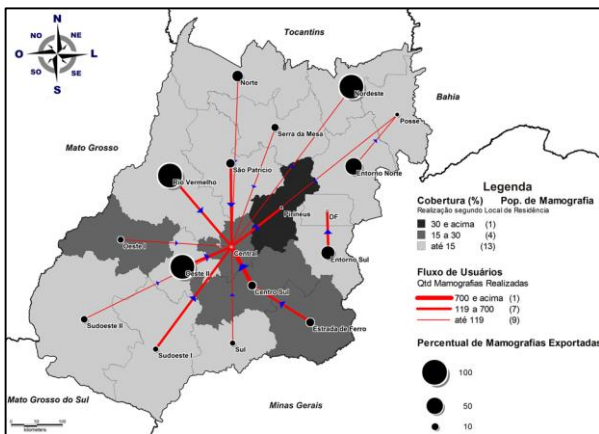 N
NO
NE
O
L
SO
SE
S
Tocantins
Bahia
Mato Grosso
Mato Grosso do Sul
Minas Gerais
Norte
Nordeste
Posse
Serra da Mesa
São Patrício
Entorno Norte
Rio Vermelho
Pirineus
DF
Oeste I
Central
Entorno Sul
Oeste II
Centro Sul
Sudoeste II
Estrada de Ferro
Sudoeste I
Sul
Legenda
Cobertura (%) Pop. de Mamografia
Realização segundo Local de Residência
30 e acima (1)
15 a 30 (4)
até 15 (13)
Fluxo de Usuários
Qtd Mamografias Realizadas
700 e acima (1)
119 a 700 (7)
até 119 (9)
Percentual de Mamografias Exportadas
100
50
10
0 50 100